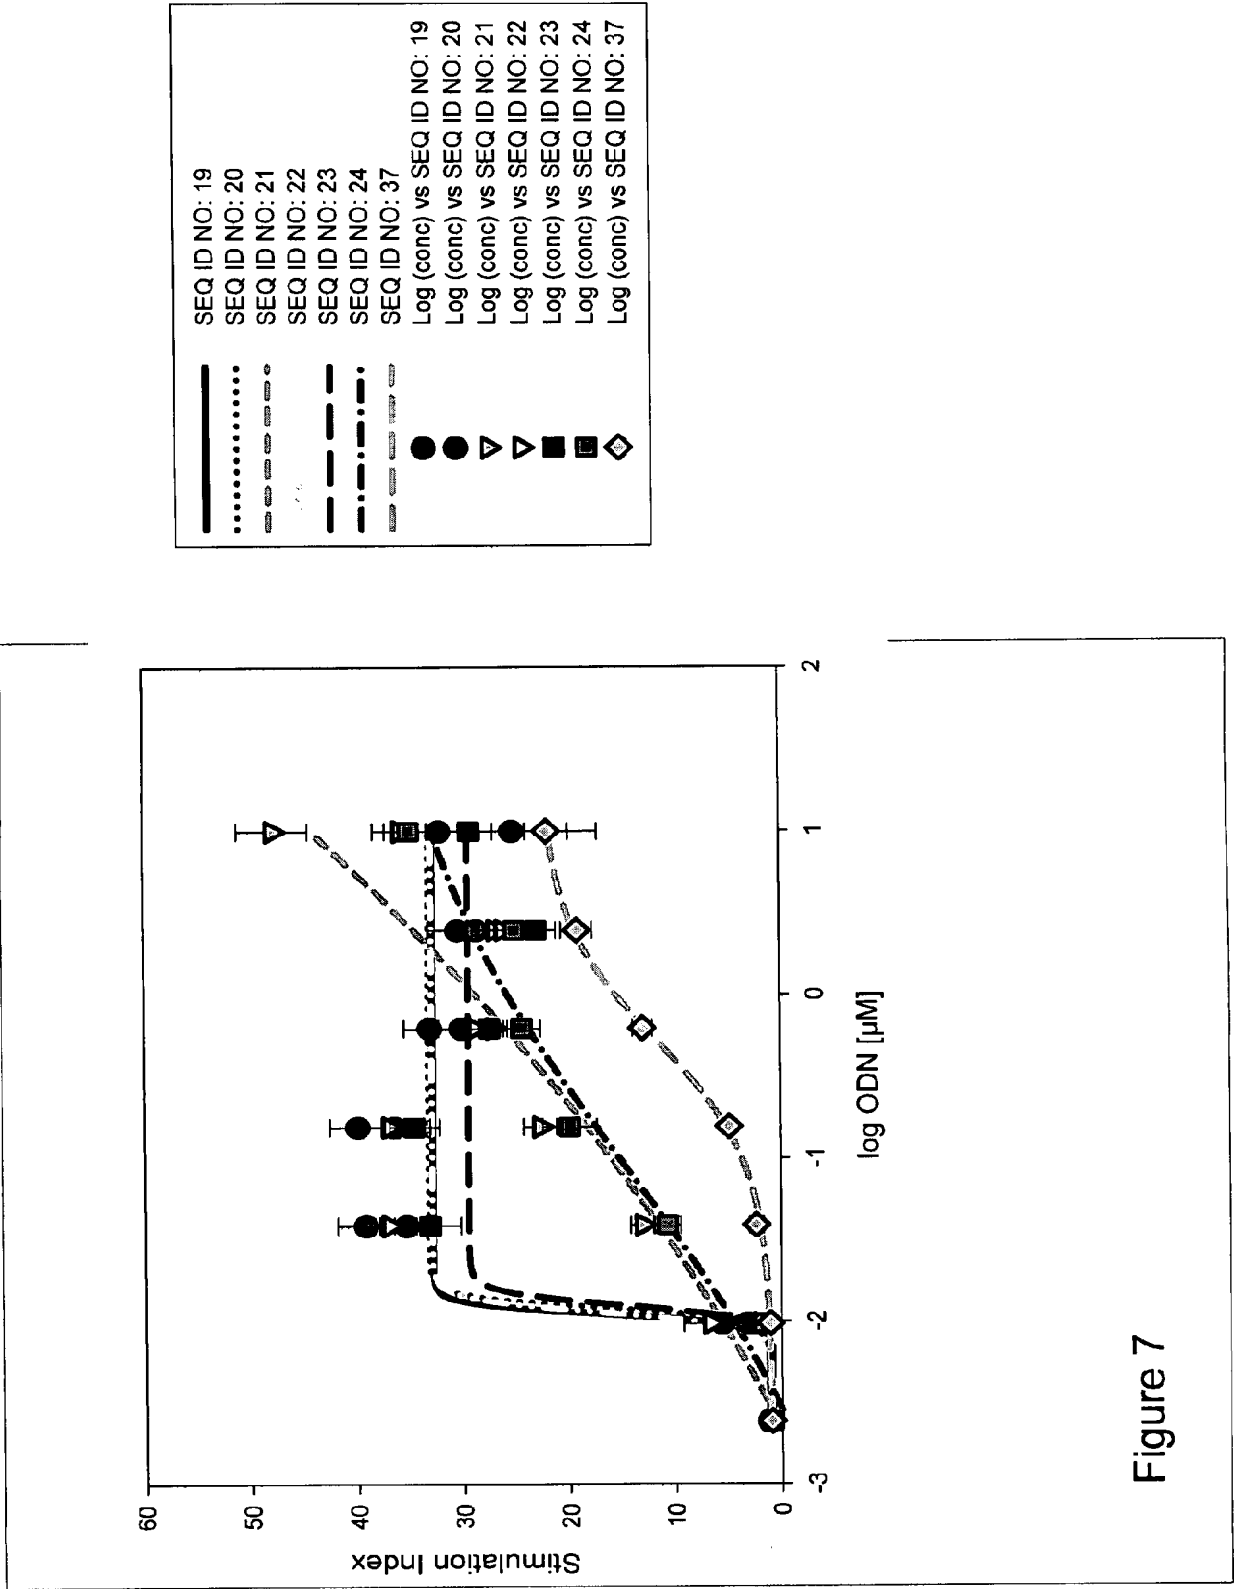 60
50
40
30
20
10
0
Stimulation Index
-3
-2
-1
0
1
2
log ODN [µM]
SEQ ID NO: 19
SEQ ID NO: 20
SEQ ID NO: 21
SEQ ID NO: 22
SEQ ID NO: 23
SEQ ID NO: 24
SEQ ID NO: 37
Log (conc) vs SEQ ID NO: 19
Log (conc) vs SEQ ID NO: 20
Log (conc) vs SEQ ID NO: 21
Log (conc) vs SEQ ID NO: 22
Log (conc) vs SEQ ID NO: 23
Log (conc) vs SEQ ID NO: 24
Log (conc) vs SEQ ID NO: 37
Figure 7